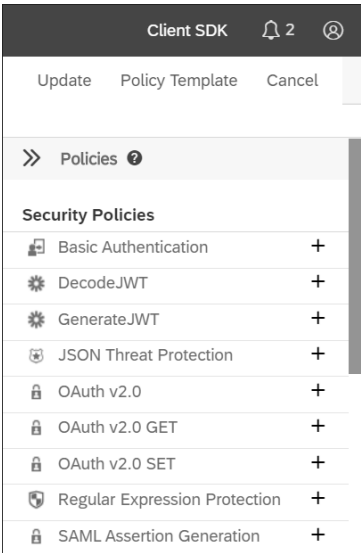 Client SDK 2
Update Policy Template Cancel
Policies ?
Security Policies
Basic Authentication +
DecodeJWT +
GenerateJWT +
JSON Threat Protection +
OAuth v2.0 +
OAuth v2.0 GET +
OAuth v2.0 SET +
Regular Expression Protection +
SAML Assertion Generation +